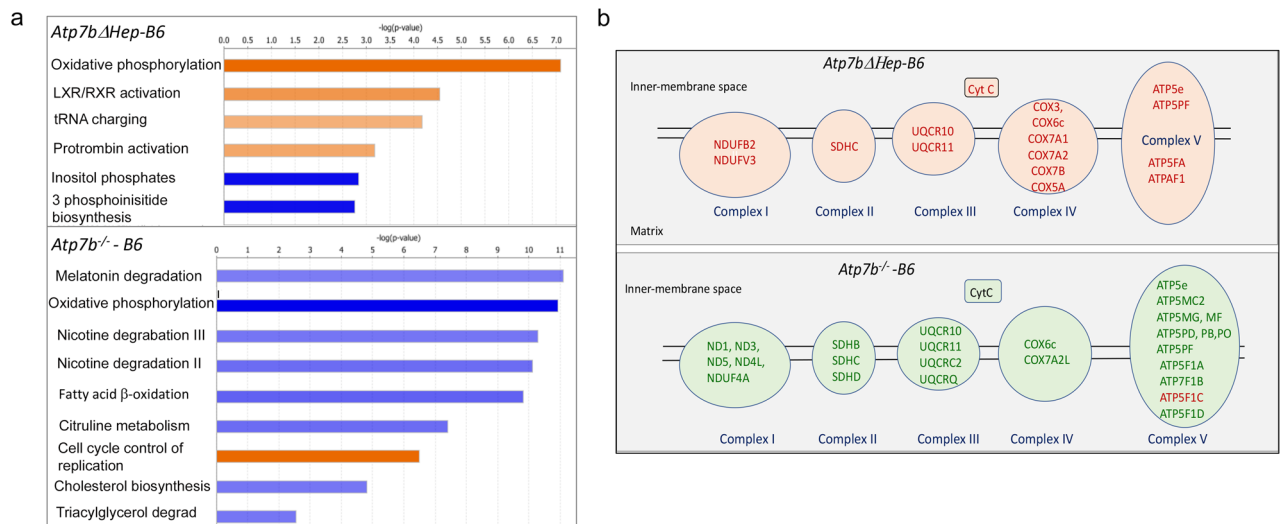 a
Atp7bΔHep-B6
-log(p-value)
0.0 0.5 1.0 1.5 2.0 2.5 3.0 3.5 4.0 4.5 5.0 5.5 6.0 6.5 7.0
Oxidative phosphorylation
LXR/RXR activation
tRNA charging
Protrombin activation
Inositol phosphates
3 phosphoinisitide
biosynthesis
Atp7b-/- - B6
-log(p-value)
0 1 2 3 4 5 6 7 8 9 10 11
Melatonin degradation
Oxidative phosphorylation
Nicotine degrabation III
Nicotine degrabation II
Fatty acid β-oxidation
Citruline metabolism
Cell cycle control of
replication
Cholesterol biosynthesis
Triacylglycerol degrad
b
Atp7bΔHep-B6
Inner-membrane space
Cyt C
NDUFB2
NDUFV3
SDHC
UQCR10
UQCR11
COX3,
COX6c
COX7A1
COX7A2
COX7B
COX5A
ATP5e
ATP5PF
Complex V
ATP5FA
ATPAF1
Complex I
Complex II
Complex III
Complex IV
Matrix
Atp7b-/- -B6
Inner-membrane space
CytC
ND1, ND3,
ND5, ND4L,
NDUF4A
SDHB
SDHC
SDHD
UQCR10
UQCR11
UQCRC2
UQCRQ
COX6c
COX7A2L
ATP5e
ATP5MC2
ATP5MG, MF
ATP5PD, PB,PO
ATP5PF
ATP5F1A
ATP7F1B
ATP5F1C
ATP5F1D
Complex I
Complex II
Complex III
Complex IV
Complex V